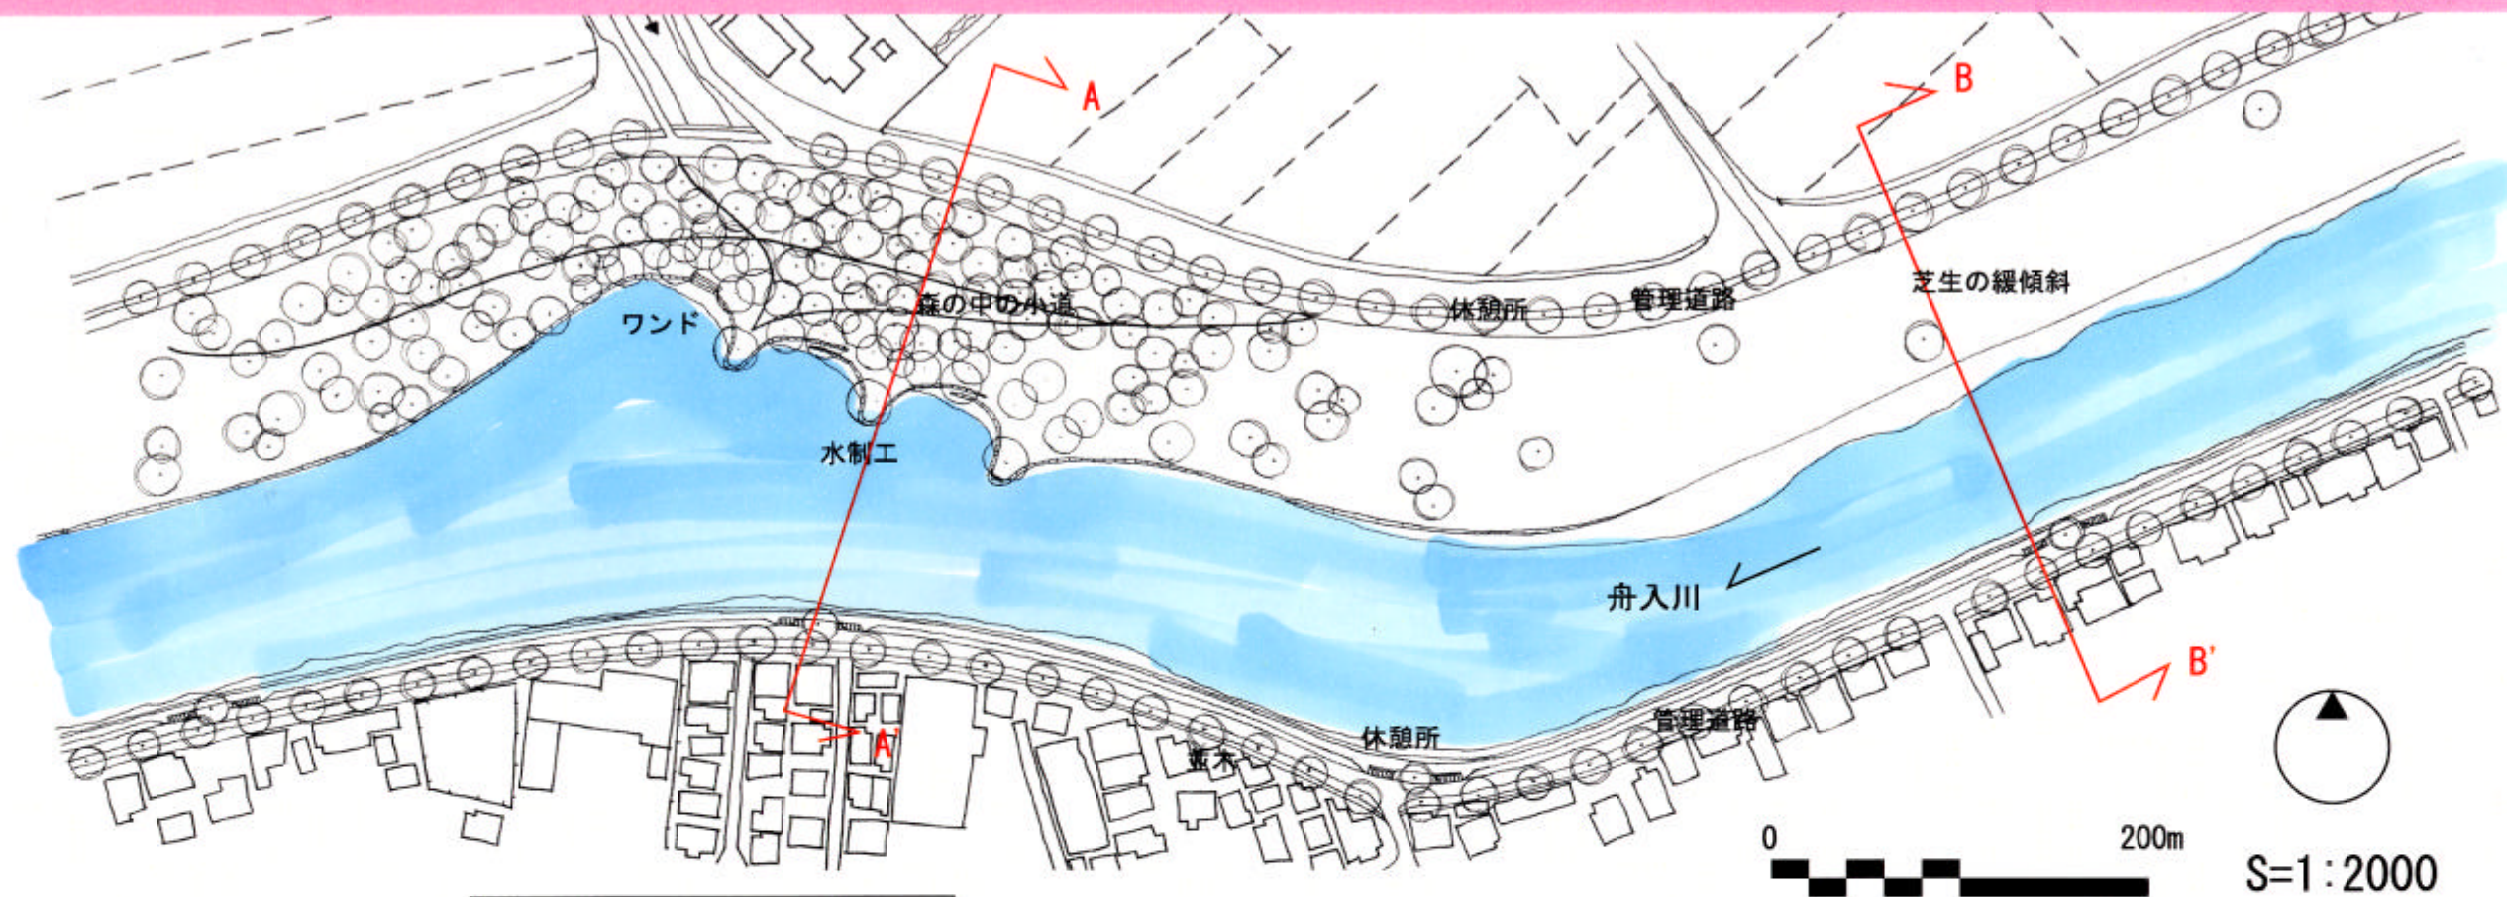 A
B
芝生の緩傾斜
森の中の小道
休憩所
管理道路
ワンド
水制工
舟入川
B'
管理道路
休憩所
A'
並木
0
200m
S=1:2000